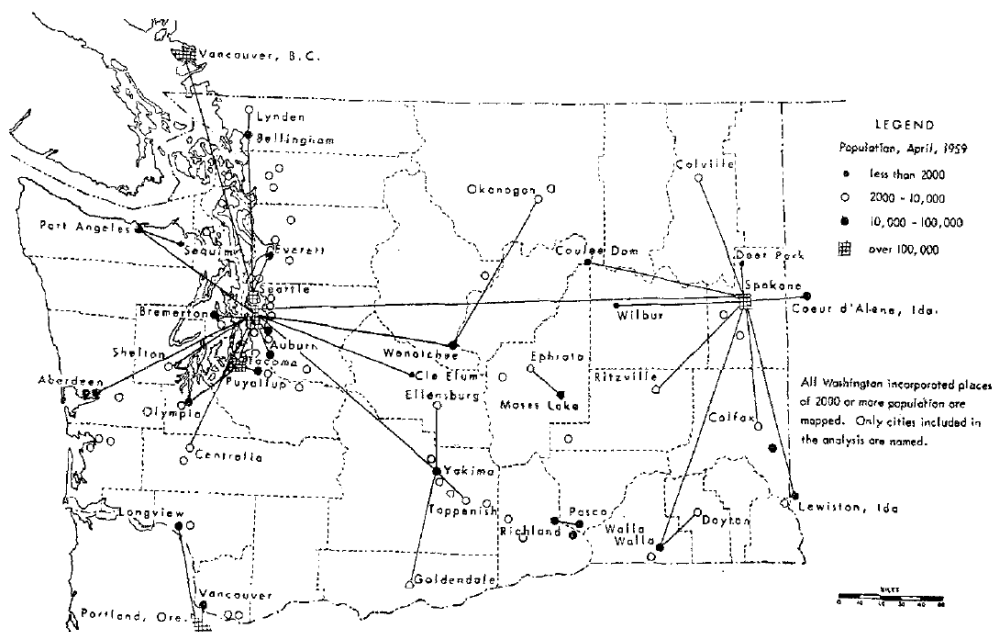 Vancouver, B.C.
Lynden
Bellingham
Okanogan
Colville
LEGEND
Population, April, 1959
less than 2000
2000 - 10,000
10,000 - 100,000
over 100,000
Port Angeles
Sequim
Everett
Coulee Dam
Deer Park
Seattle
Spokane
Bremerton
Wilbur
Coeur d'Alene, Ida.
Shelton
Auburn
Wenatchee
Ephrata
Tacoma
Aberdeen
Puyallup
Cle Elum
Ritzville
Ellensburg
Moses Lake
Olympia
Colfax
All Washington incorporated places
of 2000 or more population are
mapped. Only cities included in
the analysis are named.
Centralia
Yakima
Toppenish
Lewiston, Ida
Longview
Pasco
Richland
Walla
Walla
Dayton
Goldendale
Vancouver
Portland, Ore.
MILES